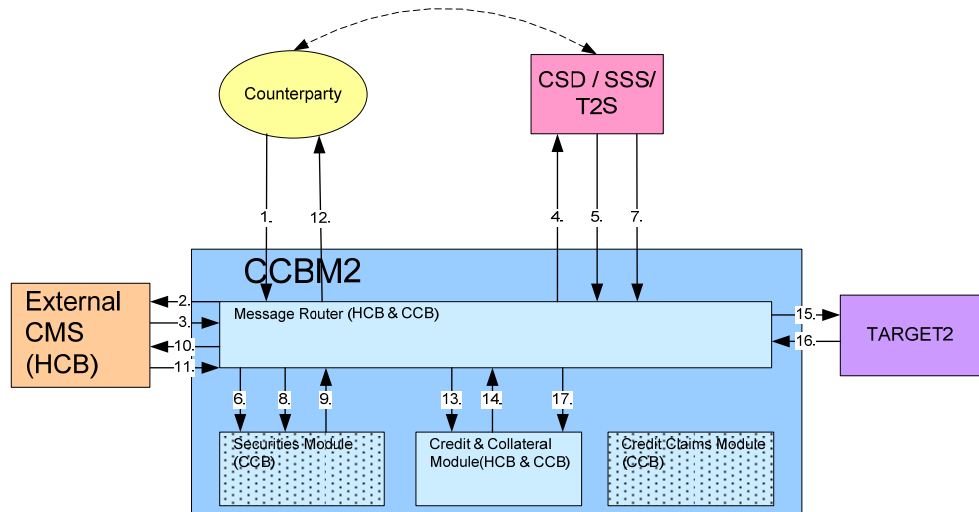 Counterparty
CSD / SSS/
T2S
1.
12.
4.
5.
7.
CCBM2
External
CMS
(HCB)
2.
3.
10.
11.
Message Router (HCB & CCB)
15.
16.
TARGET2
6.
8.
9.
13.
14.
17.
Securities Module
(CCB)
Credit & Collateral
Module(HCB & CCB)
Credit Claims Module
(CCB)